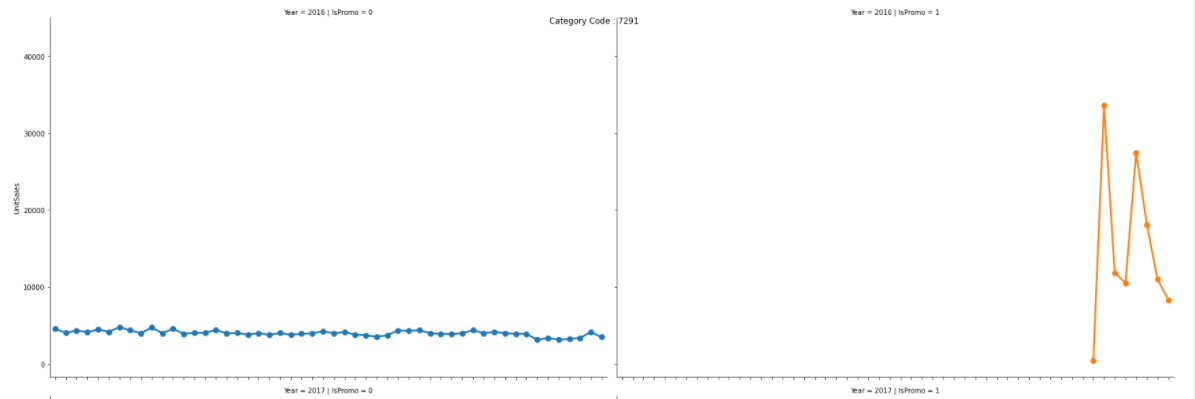 Year = 2016 | IsPromo = 0
Year = 2016 | IsPromo = 1
Category Code : 7291
40000
30000
20000
10000
0
UnitSales
Year = 2017 | IsPromo = 0
Year = 2017 | IsPromo = 1